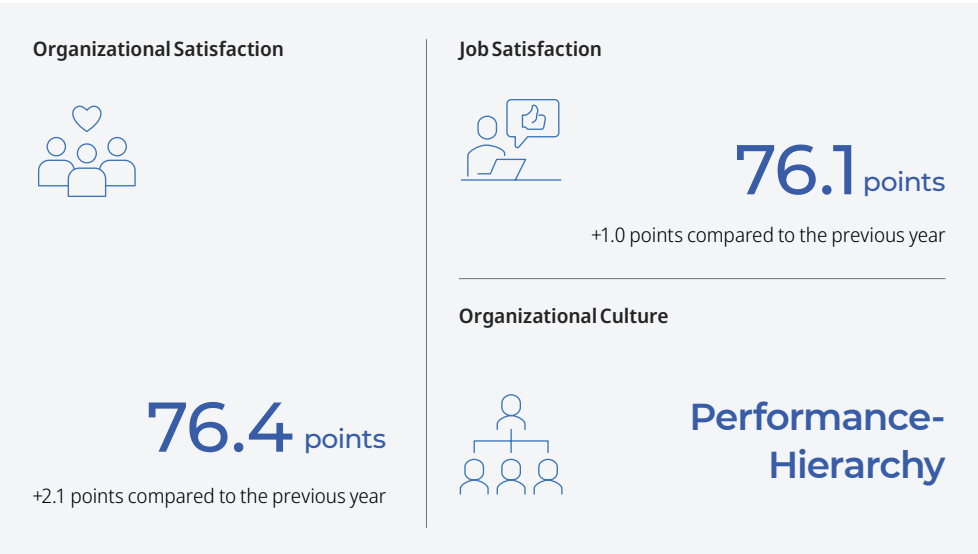 Organizational Satisfaction
76.4 points
+2.1 points compared to the previous year
Job Satisfaction
76.1 points
+1.0 points compared to the previous year
Organizational Culture
Performance-
Hierarchy